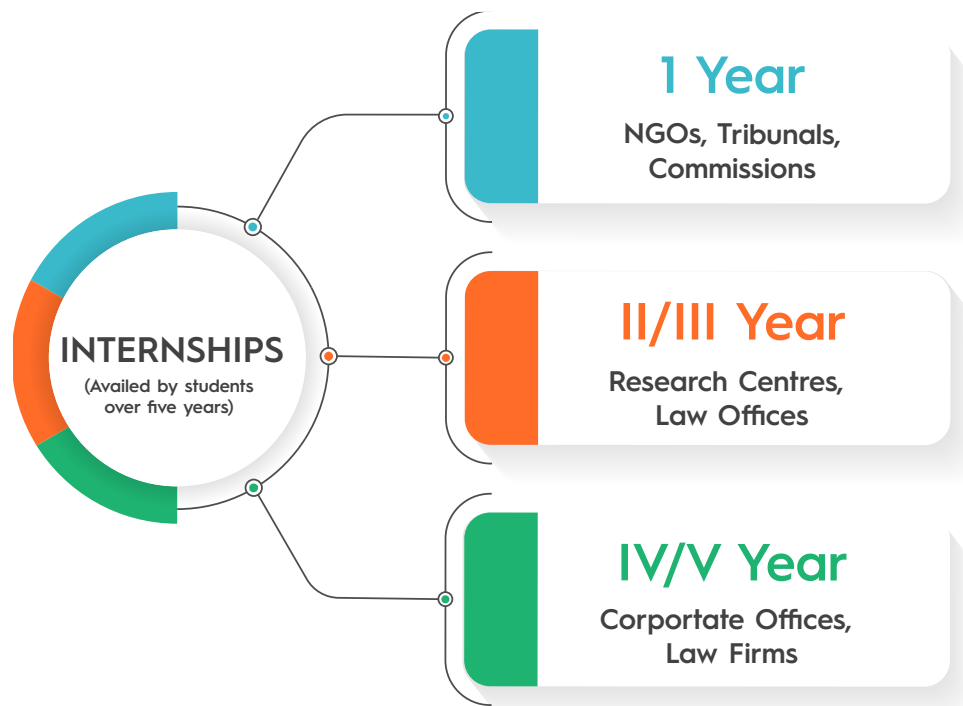 INTERNSHIPS
(Availed by students
over five years)
1 Year
NGOs, Tribunals,
Commissions
II/III Year
Research Centres,
Law Offices
IV/V Year
Corportate Offices,
Law Firms